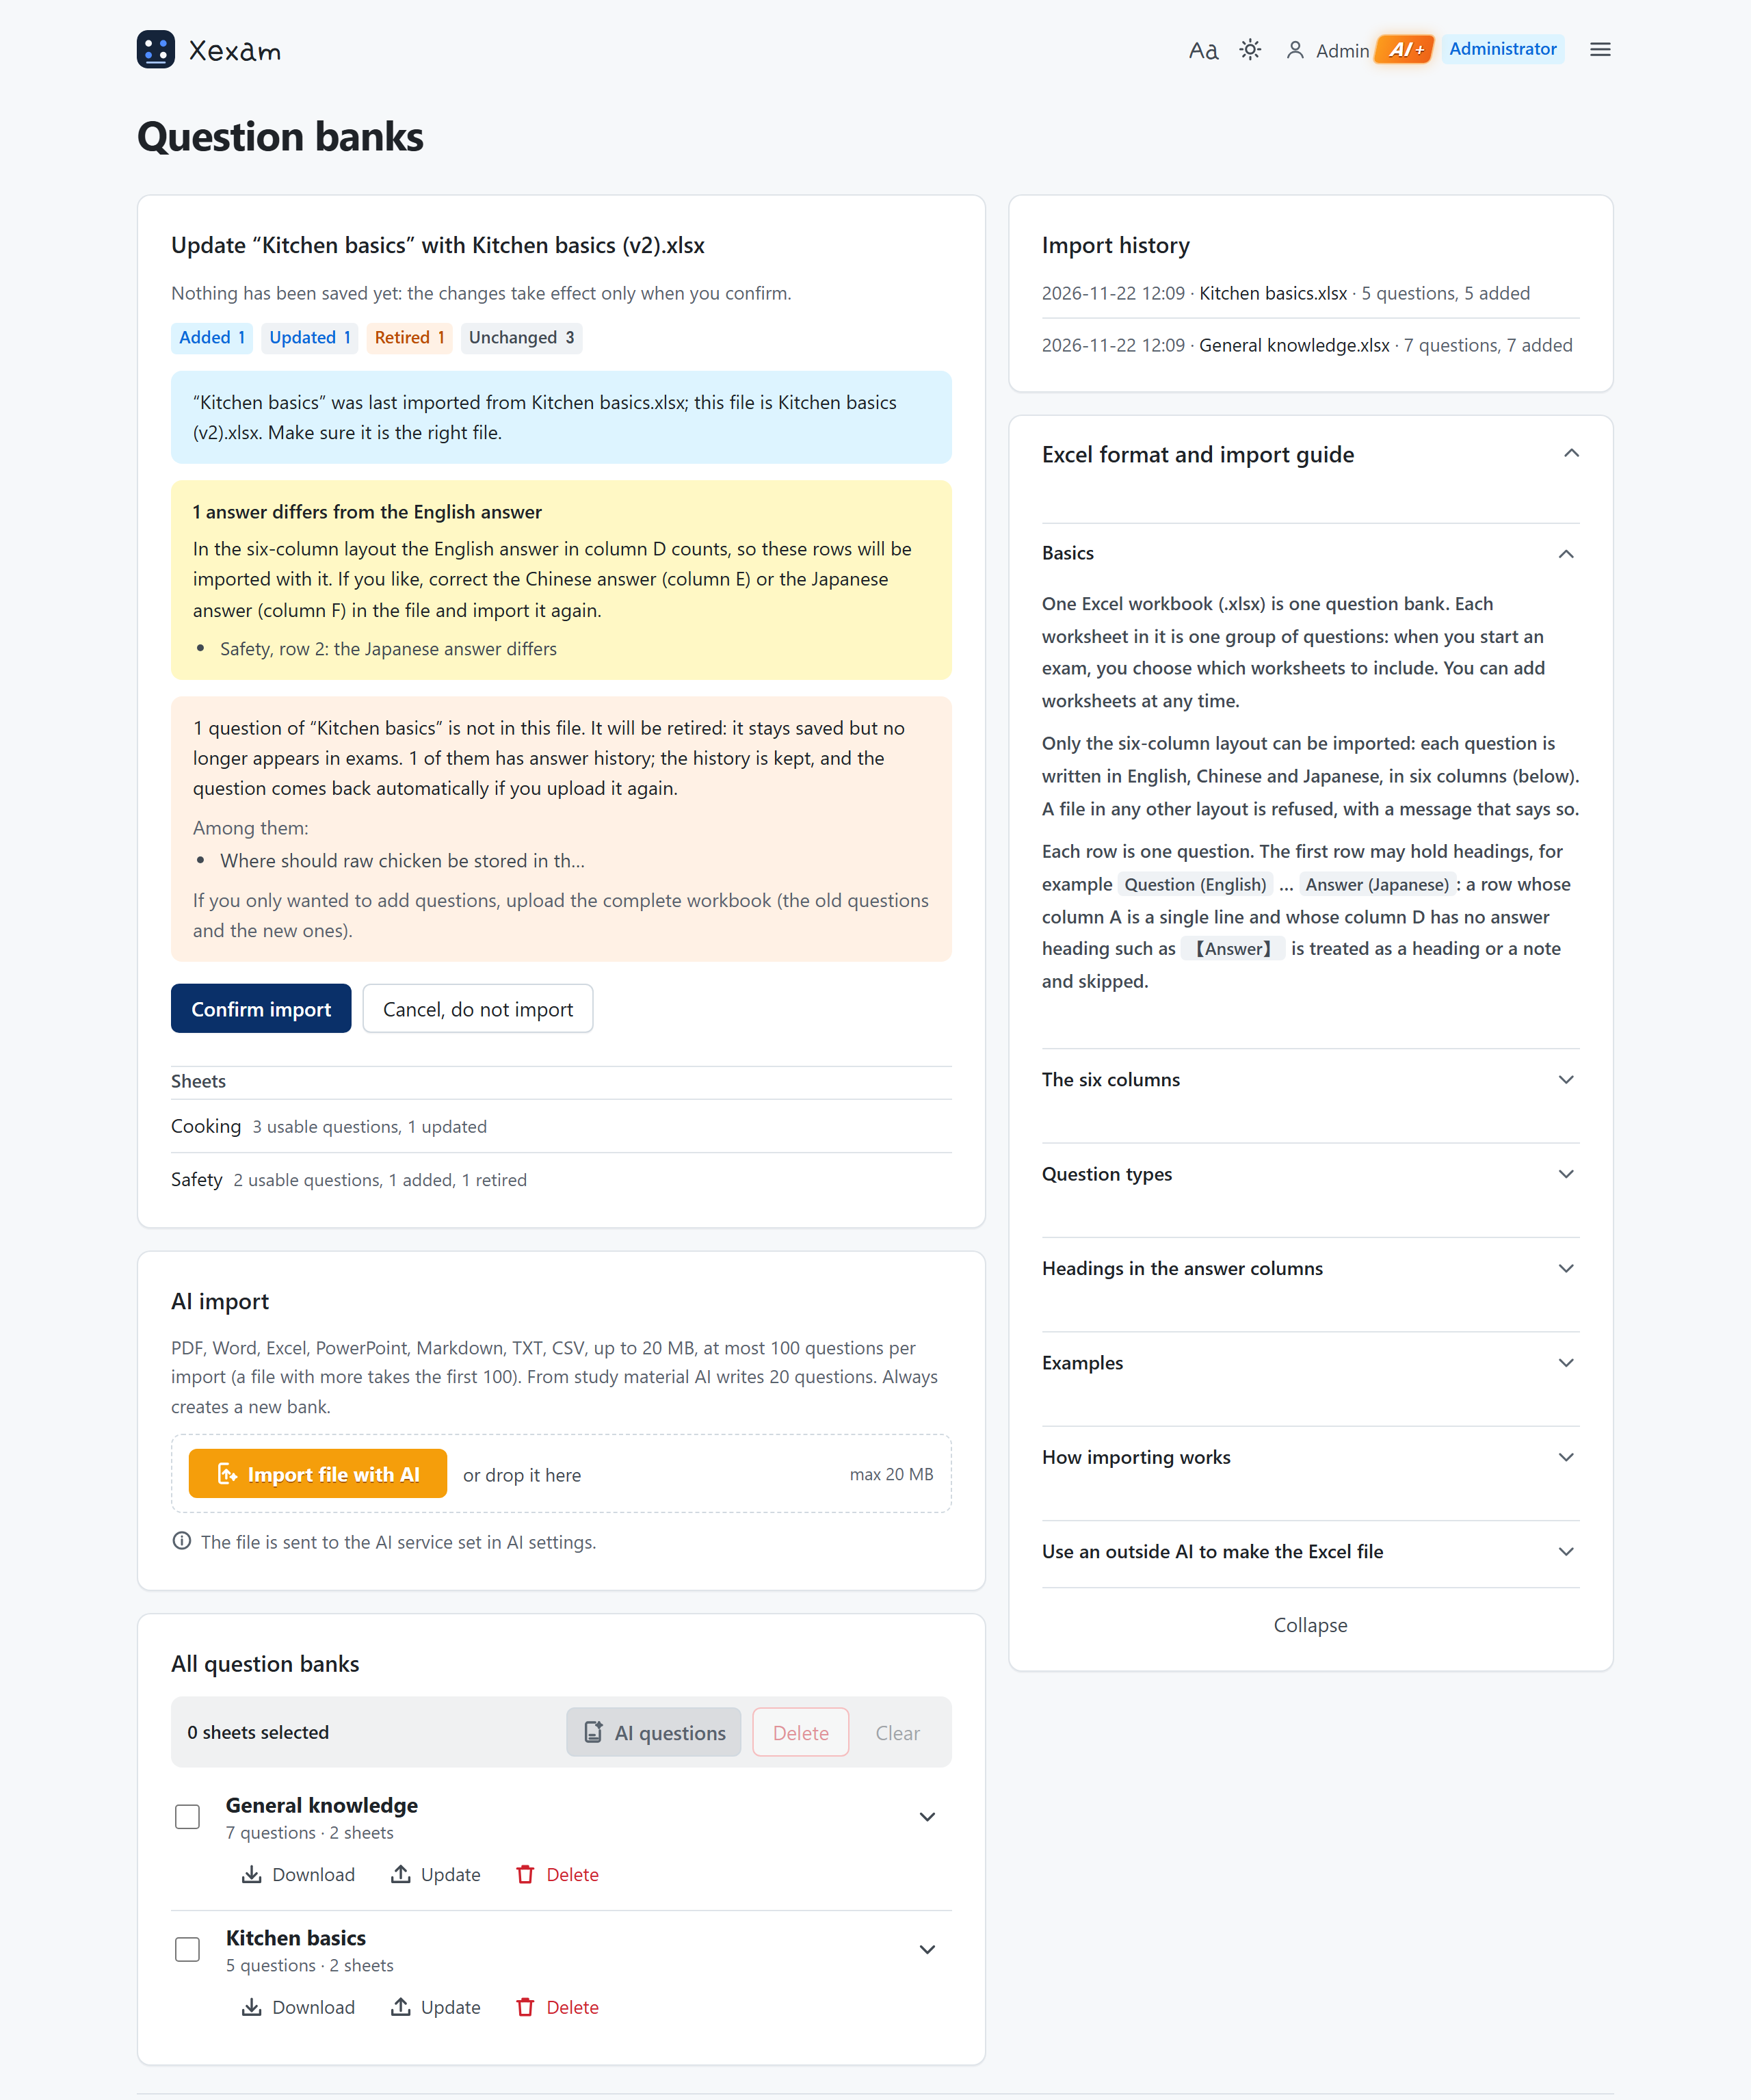 Xexam
Aa
Admin
AI+
Administrator
Question banks
Update “Kitchen basics” with Kitchen basics (v2).xlsx
Nothing has been saved yet: the changes take effect only when you confirm.
Added 1
Updated 1
Retired 1
Unchanged 3
“Kitchen basics” was last imported from Kitchen basics.xlsx; this file is Kitchen basics
(v2).xlsx. Make sure it is the right file.
1 answer differs from the English answer
In the six-column layout the English answer in column D counts, so these rows will be
imported with it. If you like, correct the Chinese answer (column E) or the Japanese
answer (column F) in the file and import it again.
• Safety, row 2: the Japanese answer differs
1 question of “Kitchen basics” is not in this file. It will be retired: it stays saved but no
longer appears in exams. 1 of them has answer history; the history is kept, and the
question comes back automatically if you upload it again.
Among them:
• Where should raw chicken be stored in th…
If you only wanted to add questions, upload the complete workbook (the old questions
and the new ones).
Confirm import
Cancel, do not import
Sheets
Cooking 3 usable questions, 1 updated
Safety 2 usable questions, 1 added, 1 retired
AI import
PDF, Word, Excel, PowerPoint, Markdown, TXT, CSV, up to 20 MB, at most 100 questions per
import (a file with more takes the first 100). From study material AI writes 20 questions. Always
creates a new bank.
Import file with AI
or drop it here
max 20 MB
The file is sent to the AI service set in AI settings.
All question banks
0 sheets selected
AI questions
Delete
Clear
General knowledge
7 questions · 2 sheets
Download
Update
Delete
Kitchen basics
5 questions · 2 sheets
Download
Update
Delete
Import history
2026-11-22 12:09 · Kitchen basics.xlsx · 5 questions, 5 added
2026-11-22 12:09 · General knowledge.xlsx · 7 questions, 7 added
Excel format and import guide
Basics
One Excel workbook (.xlsx) is one question bank. Each
worksheet in it is one group of questions: when you start an
exam, you choose which worksheets to include. You can add
worksheets at any time.
Only the six-column layout can be imported: each question is
written in English, Chinese and Japanese, in six columns (below).
A file in any other layout is refused, with a message that says so.
Each row is one question. The first row may hold headings, for
example Question (English) … Answer (Japanese) : a row whose
column A is a single line and whose column D has no answer
heading such as 【Answer】 is treated as a heading or a note
and skipped.
The six columns
Question types
Headings in the answer columns
Examples
How importing works
Use an outside AI to make the Excel file
Collapse